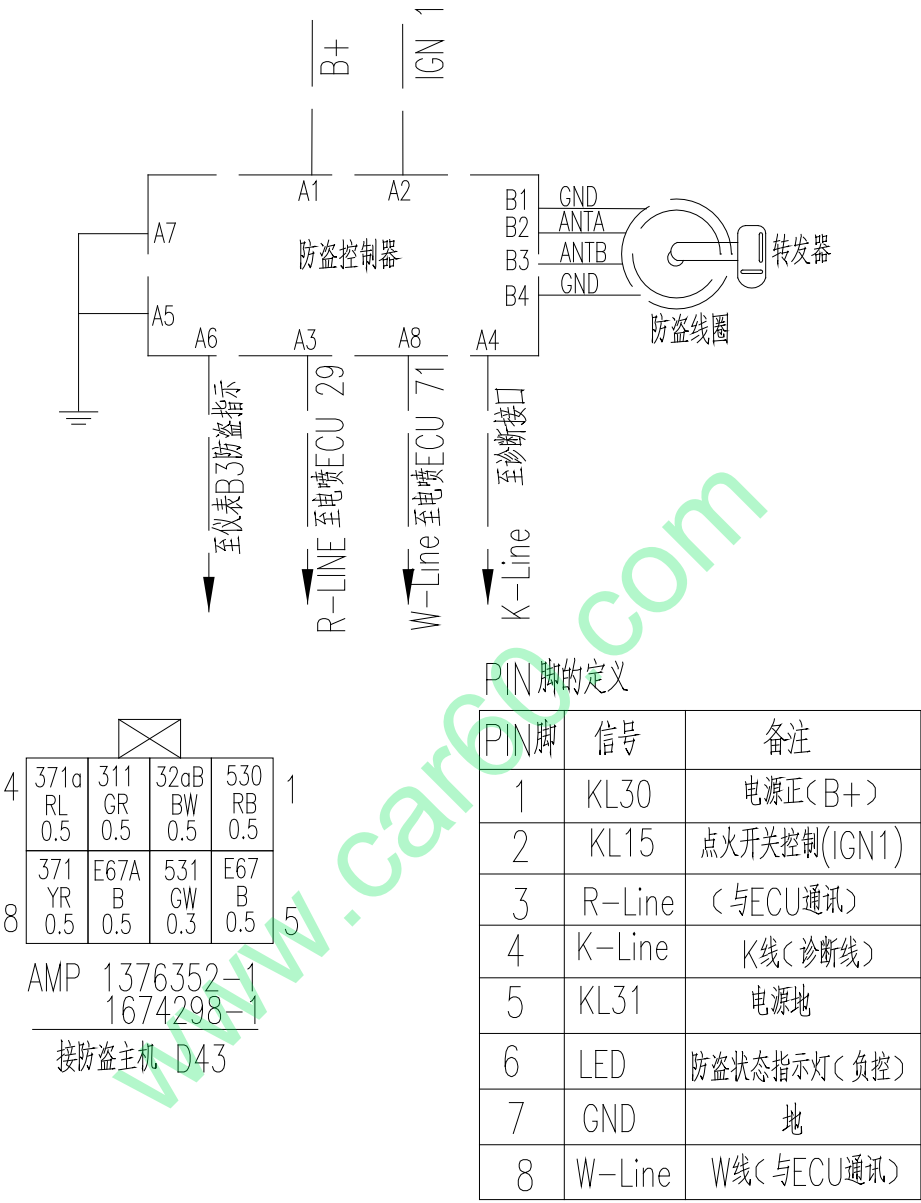 B+
IGN 1
A1
A2
B1 GND
B2 ANTA
B3 ANTB
B4 GND
A7
防盗控制器
转发器
A5
防盗线圈
A6
A3
A8
A4
至仪表B3防盗指示
R-LINE 至电喷ECU 29
W-Line 至电喷ECU 71
至诊断接口
K-Line
PIN脚的定义
PIN脚 信号 备注
1 KL30 电源正(B+)
2 KL15 点火开关控制(IGN1)
3 R-Line (与ECU通讯)
4 K-Line K线(诊断线)
5 KL31 电源地
6 LED 防盗状态指示灯(负控)
7 GND 地
8 W-Line W线(与ECU通讯)
4 371a 311 32aB 530 1
RL GR BW RB
0.5 0.5 0.5 0.5
371 E67A 531 E67
8 YR B GW B 5
0.5 0.5 0.3 0.5
AMP 1376352-1
1674298-1
接防盗主机 D43
www.car60.com